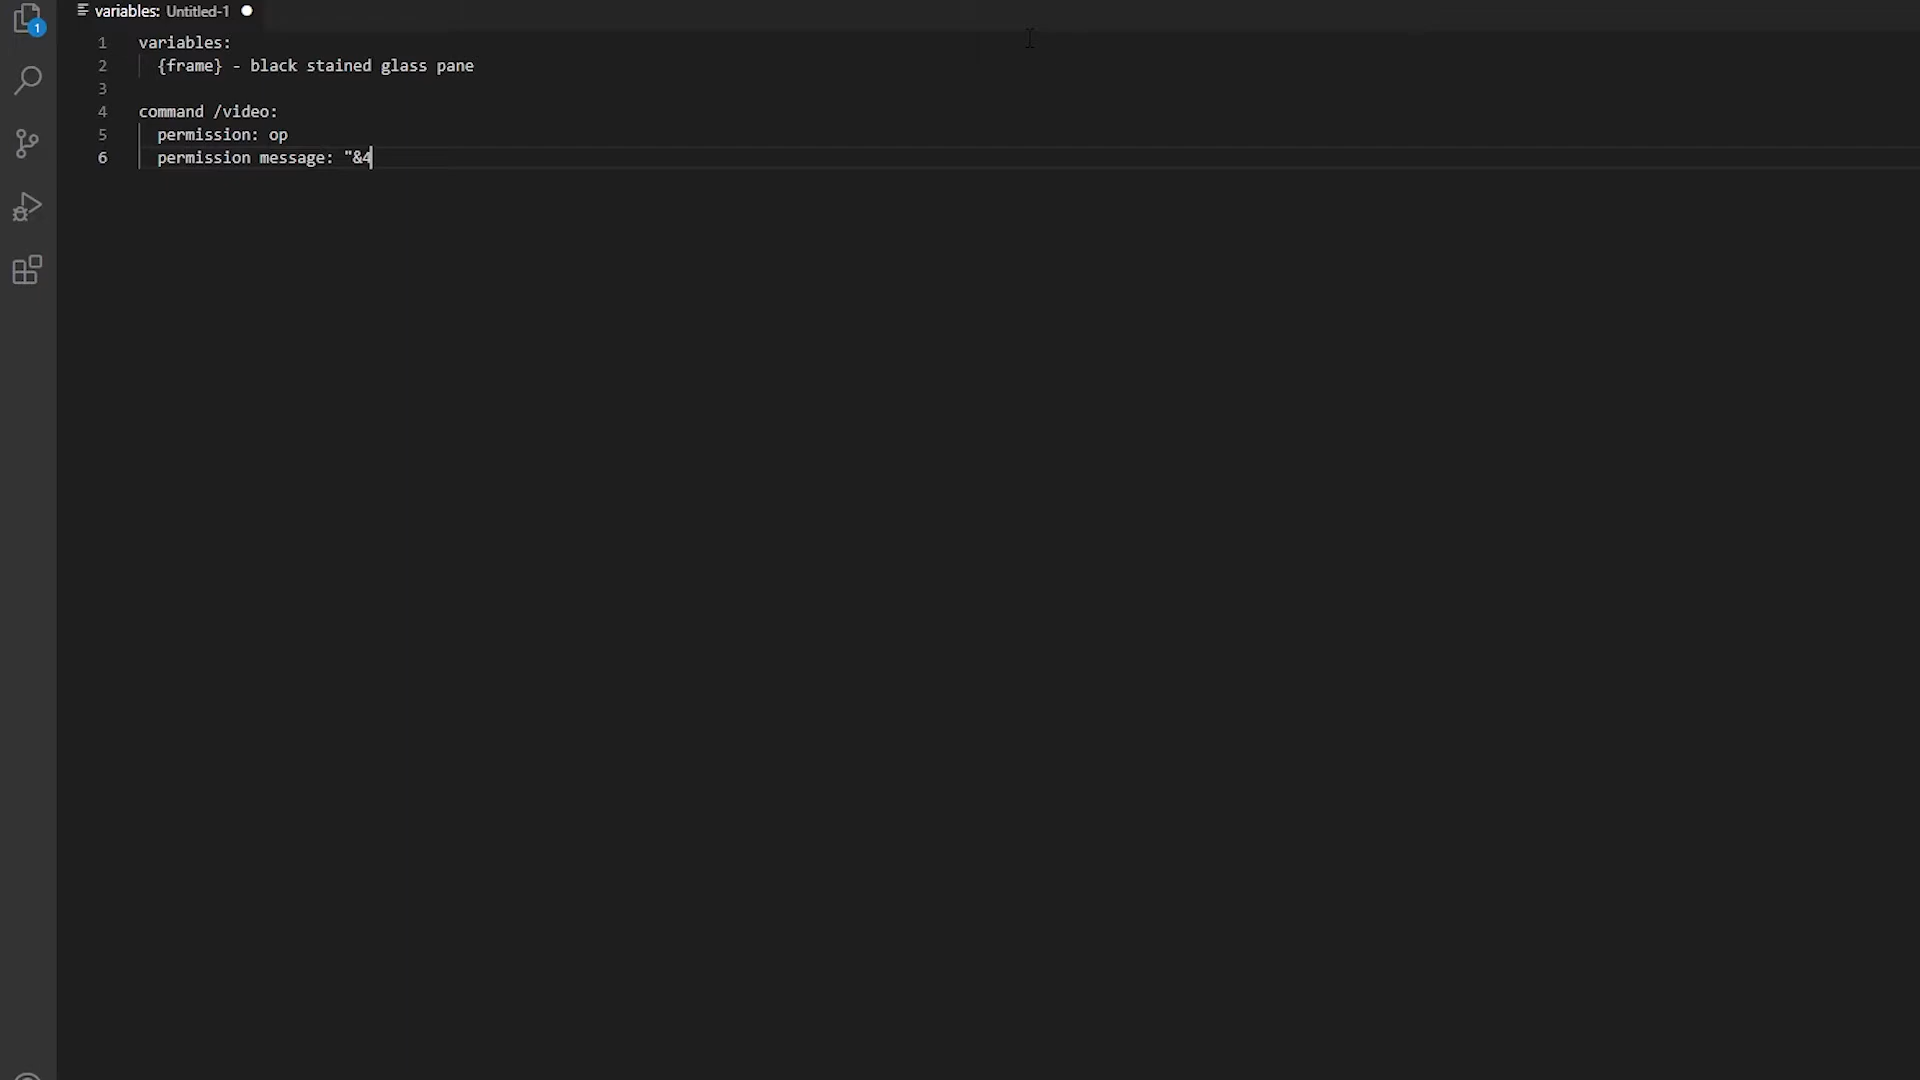 variables: Untitled-1
1
1 variables:
2 {frame} - black stained glass pane
3
4 command /video:
5 permission: op
6 permission message: "&4